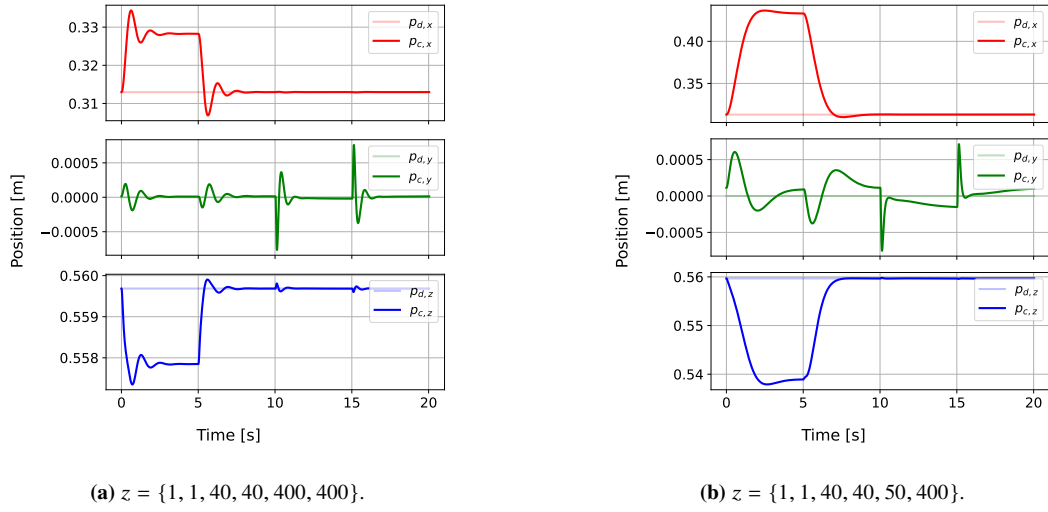 0.33
0.32
0.31
p_{d,x}
p_{c,x}
0.0005
0.0000
−0.0005
p_{d,y}
p_{c,y}
0.560
0.559
0.558
p_{d,z}
p_{c,z}
Position [m]
0 5 10 15 20
Time [s]
(a) z = {1, 1, 40, 40, 400, 400}.
0.40
0.35
p_{d,x}
p_{c,x}
0.0005
0.0000
−0.0005
p_{d,y}
p_{c,y}
0.56
0.55
0.54
p_{d,z}
p_{c,z}
Position [m]
0 5 10 15 20
Time [s]
(b) z = {1, 1, 40, 40, 50, 400}.